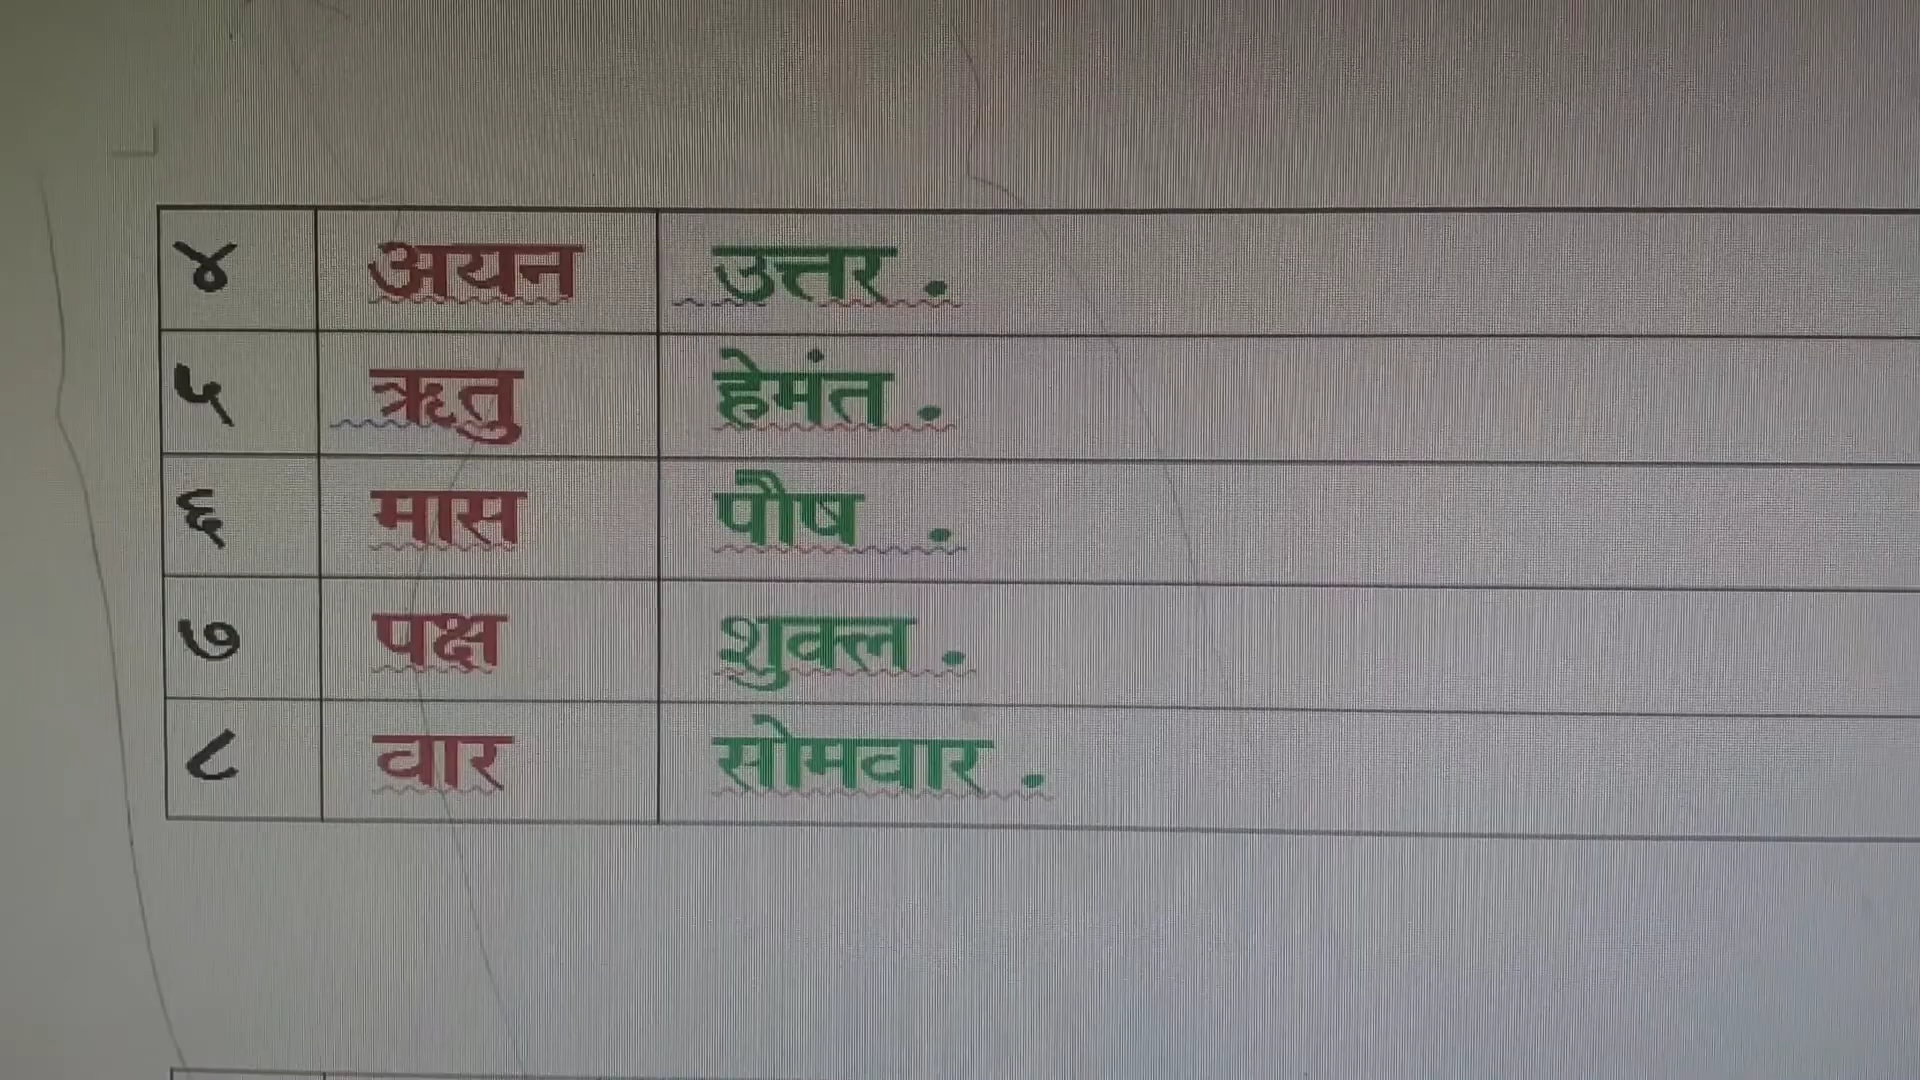 ४ अयन उत्तर .
५ ऋतु हेमंत .
६ मास पौष .
७ पक्ष शुक्ल .
८ वार सोमवार .